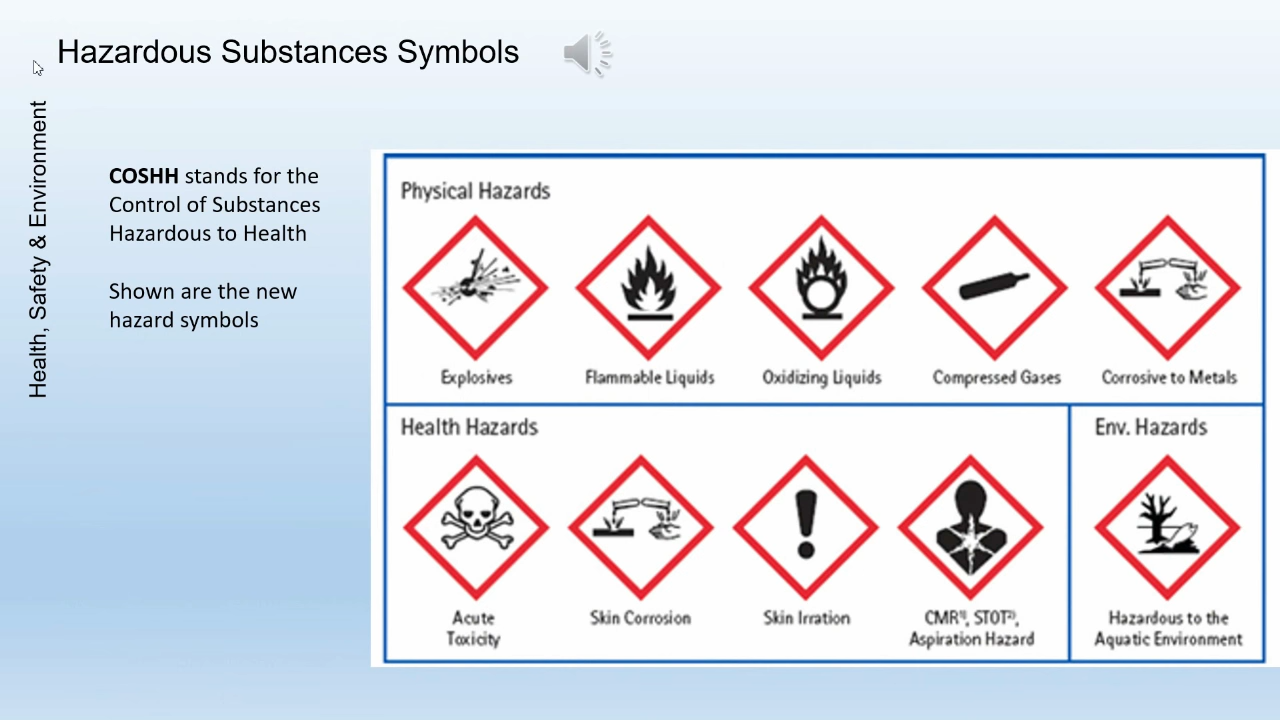 Hazardous Substances Symbols
Health, Safety & Environment
COSHH stands for the
Control of Substances
Hazardous to Health
Shown are the new
hazard symbols
Physical Hazards
Explosives
Flammable Liquids
Oxidizing Liquids
Compressed Gases
Corrosive to Metals
Health Hazards
Acute
Toxicity
Skin Corrosion
Skin Irration
CMR¹⁾, STOT²⁾,
Aspiration Hazard
Env. Hazards
Hazardous to the
Aquatic Environment